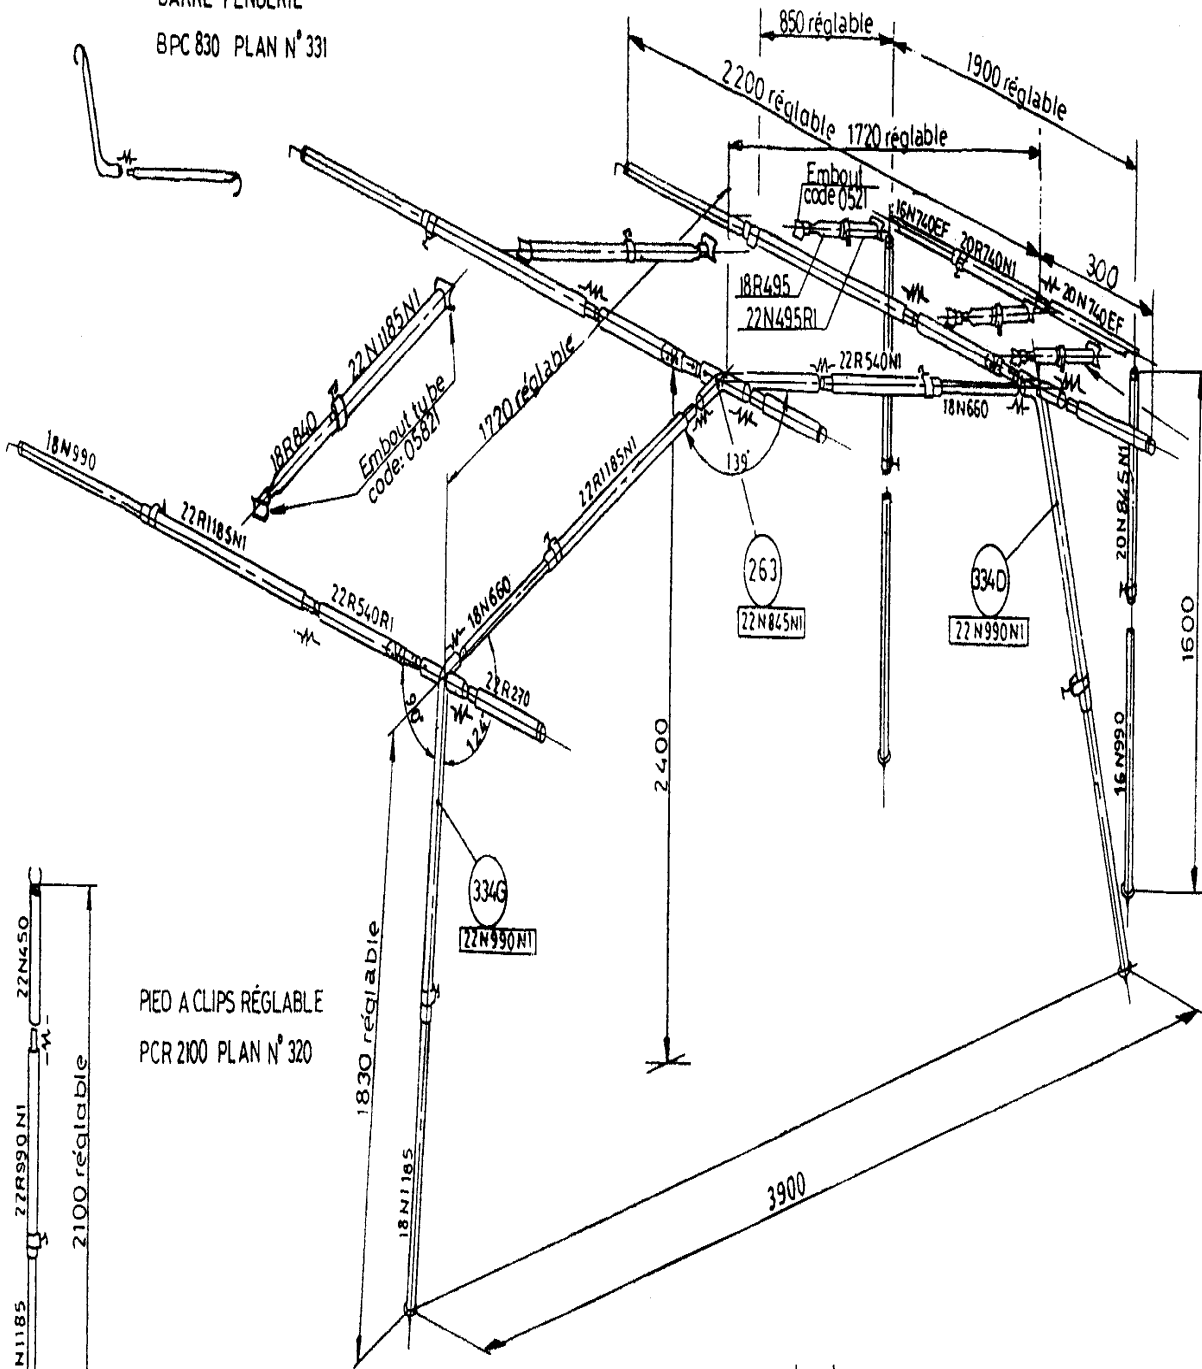 BARRE PENDERIE
BPC 830 PLAN N° 331
850 réglable
1900 réglable
2200 réglable
1720 réglable
Embout
code 0521
16N740EF
20R740N1
300
20N740EF
18R495
22N495R1
22N1185N1
18R840
Embout tube
code: 05821
1720 réglable
22R540N1
18N660
139°
22R1185N1
18N990
22R1185N1
22R540R1
18N660
22R270
90°
124°
263
22N845N1
334D
22N990N1
20N845N1
1600
16N990
2400
334G
22N990N1
1830 réglable
18N1185
22N450
PIED A CLIPS RÉGLABLE
PCR 2100 PLAN N° 320
22R990N1
2100 réglable
N1185
3900